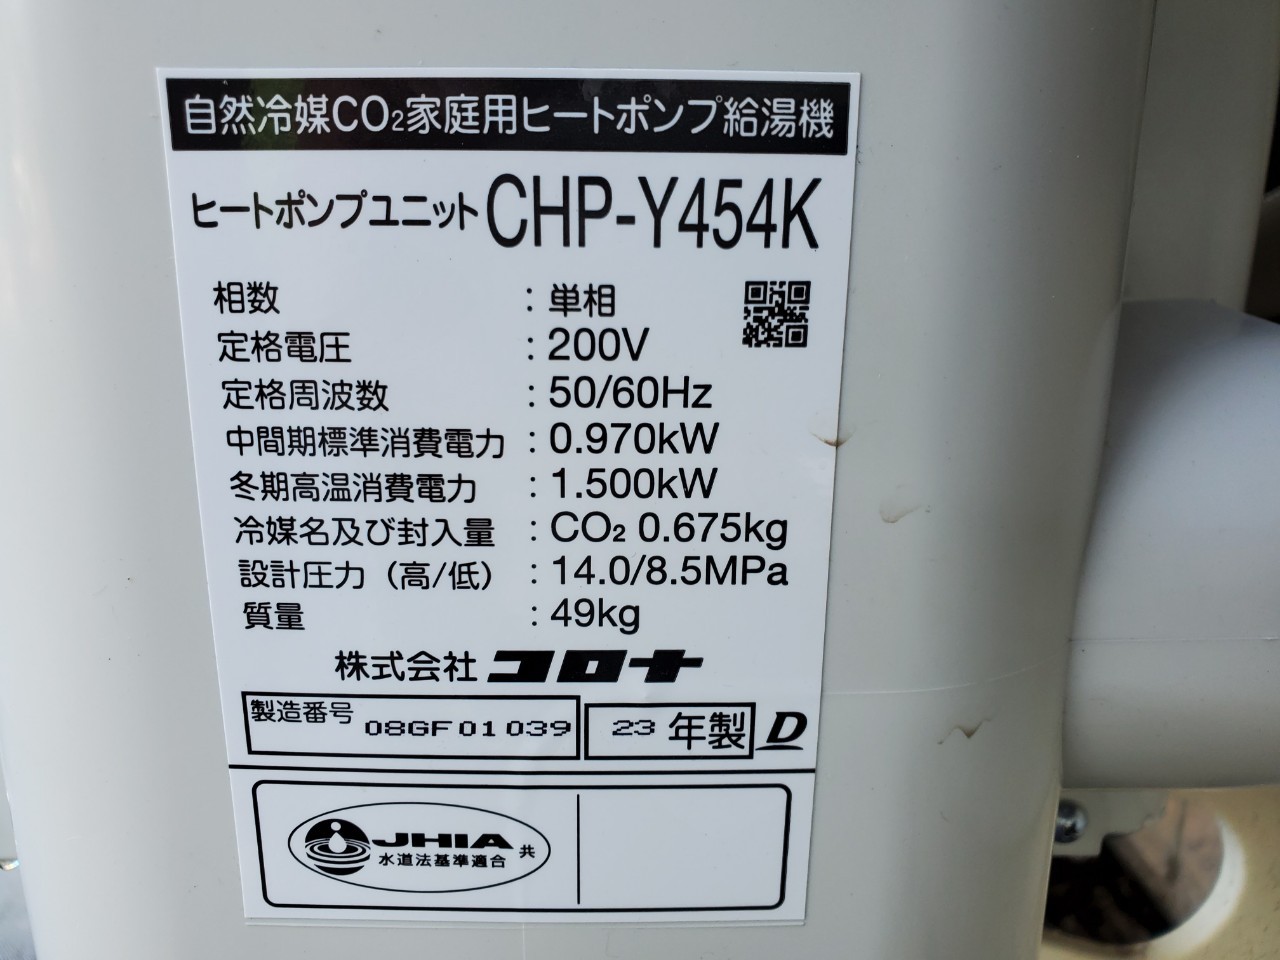 自然冷媒CO₂家庭用ヒートポンプ給湯機
ヒートポンプユニット CHP-Y454K
相数 : 単相
定格電圧 : 200V
定格周波数 : 50/60Hz
中間期標準消費電力 : 0.970kW
冬期高温消費電力 : 1.500kW
冷媒名及び封入量 : CO₂ 0.675kg
設計圧力（高/低） : 14.0/8.5MPa
質量 : 49kg
株式会社 コロナ
製造番号 08GF01039 23年製 D
JHIA
水道法基準適合 共